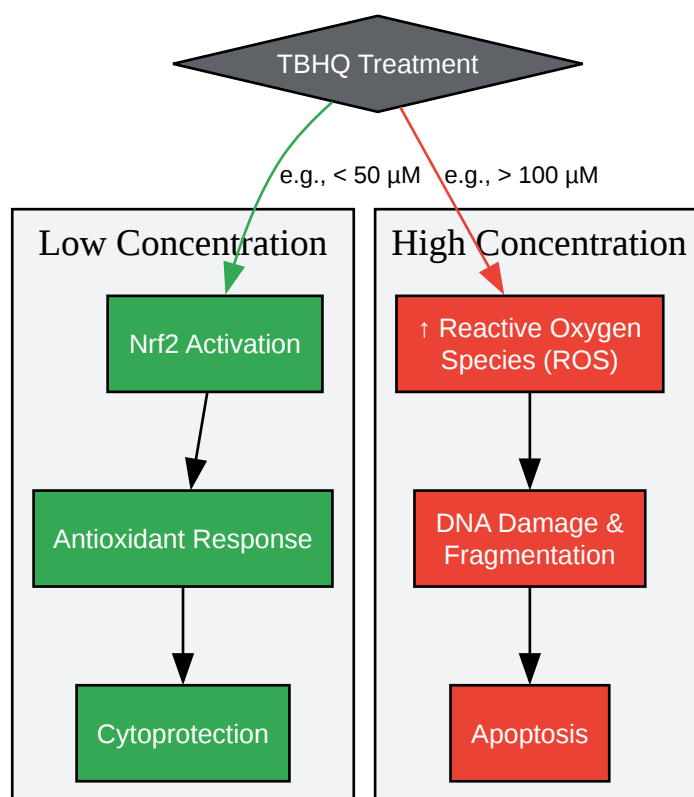 TBHQ Treatment
e.g., < 50 µM
e.g., > 100 µM
Low Concentration
Nrf2 Activation
Antioxidant Response
Cytoprotection
High Concentration
↑ Reactive Oxygen
Species (ROS)
DNA Damage &
Fragmentation
Apoptosis